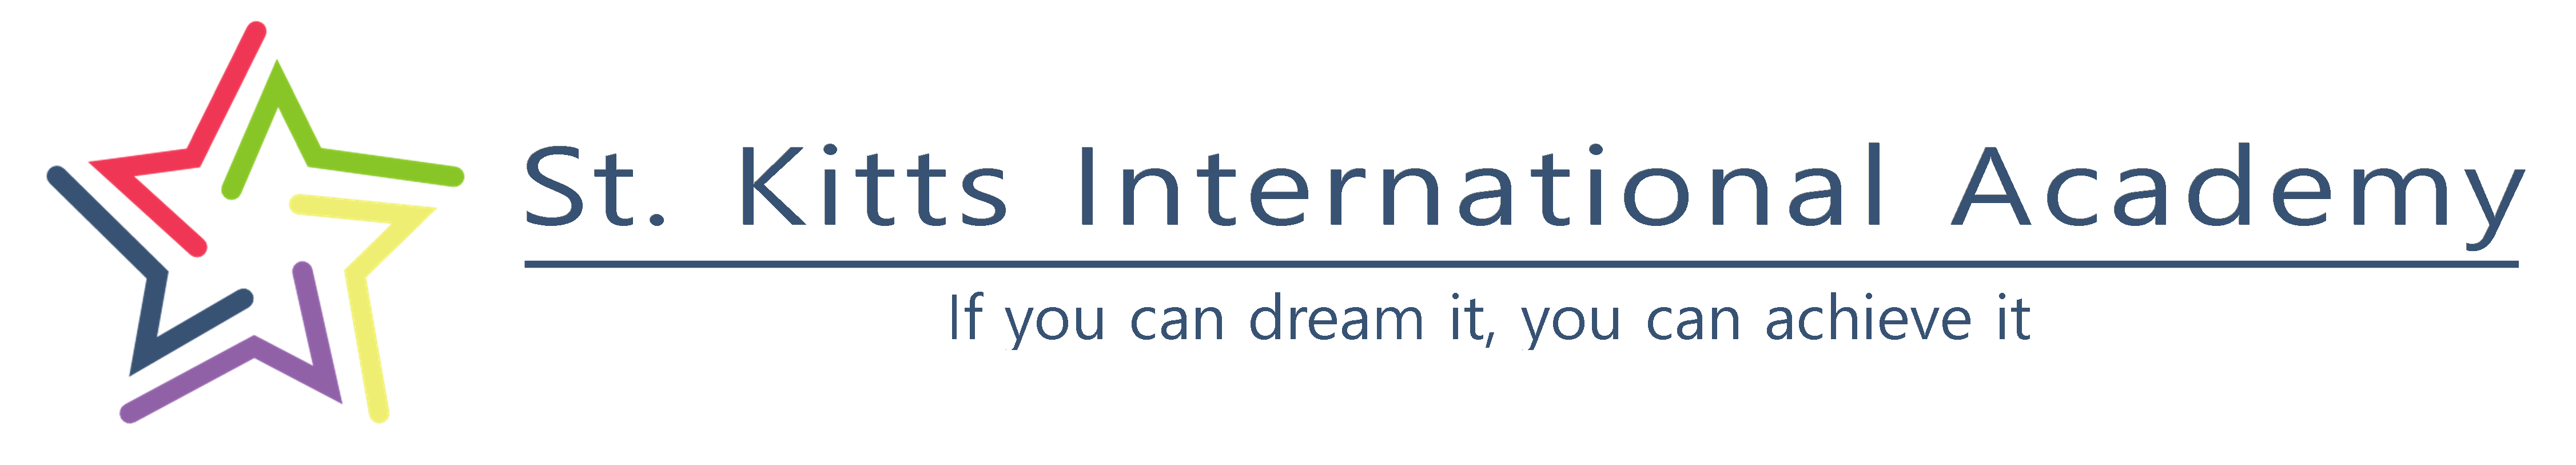 St. Kitts International Academy
If you can dream it, you can achieve it